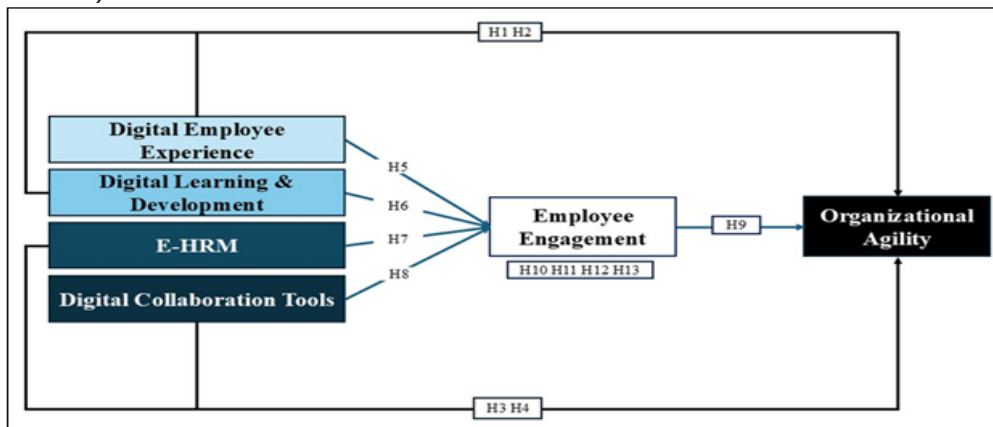 H1 H2
Digital Employee
Experience
Digital Learning &
Development
E-HRM
Digital Collaboration Tools
H5
H6
H7
H8
Employee
Engagement
H10 H11 H12 H13
H9
Organizational
Agility
H3 H4